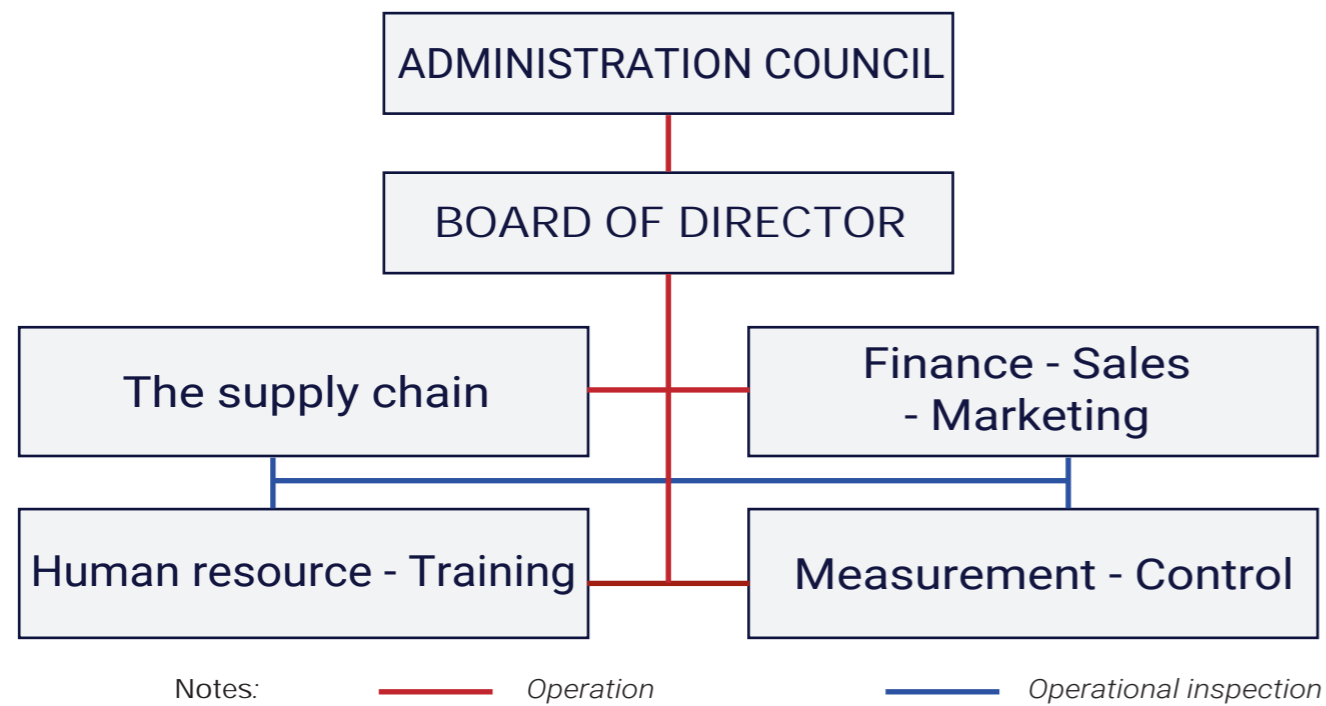 ADMINISTRATION COUNCIL
BOARD OF DIRECTOR
The supply chain
Finance - Sales
- Marketing
Human resource - Training
Measurement - Control
Notes:
Operation
Operational inspection